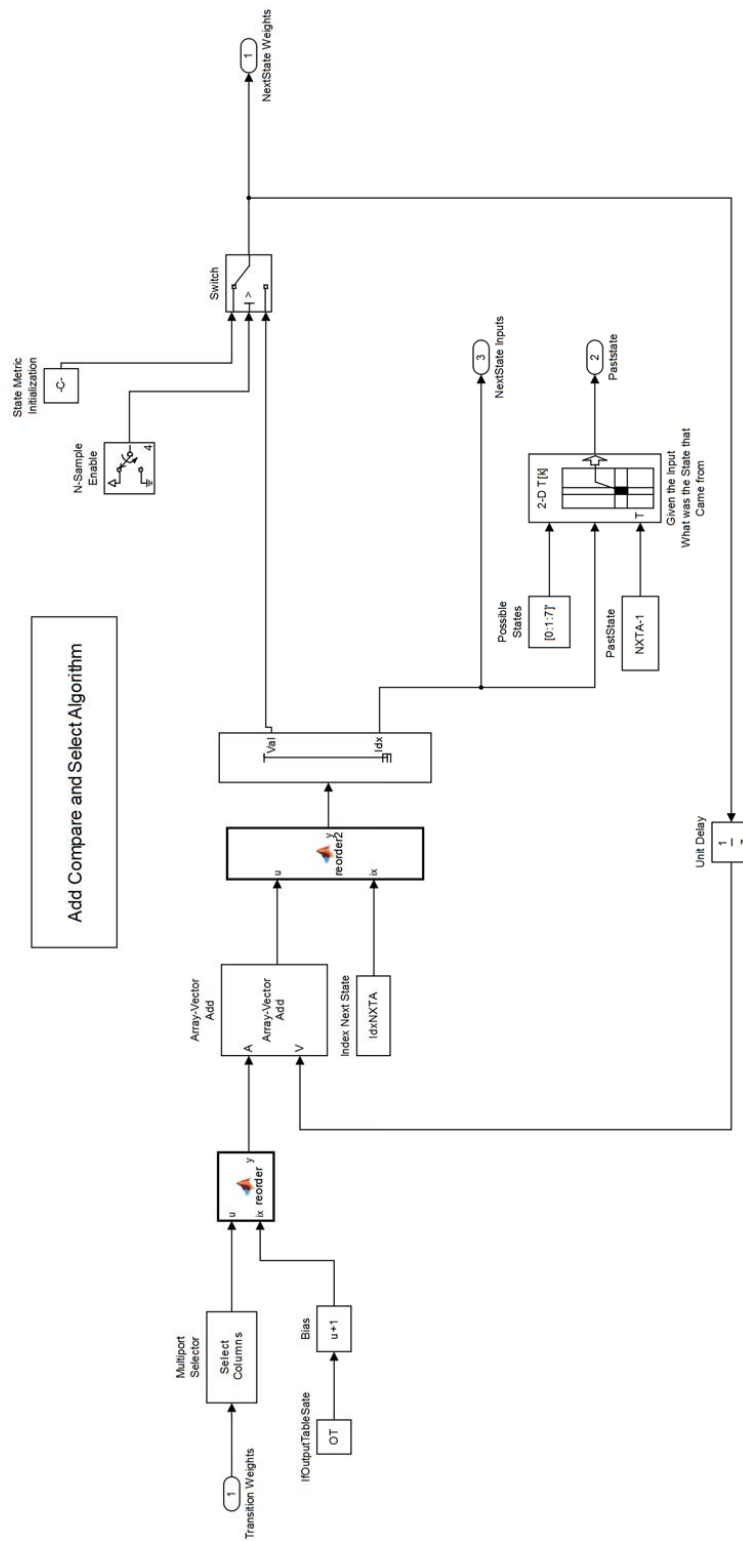 Add Compare and Select Algorithm
1
Transition Weights
Multiport
Selector
Select
Columns
IfOutputTableSate
OT
Bias
u+1
u
ix
y
reorder
Array-Vector
Add
A
V
Array-Vector
Add
Index Next State
IdxNXTA
u
ix
y
reorder2
Val
Idx
State Metric
Initialization
-C-
N-Sample
Enable
4
Switch
>
1
NextState Weights
3
NextState Inputs
Possible
States
[0:1:7]'
PastState
NXTA-1
2-D T[k]
T
Given the Input
What was the State that
Came from
2
Paststate
Unit Delay
1